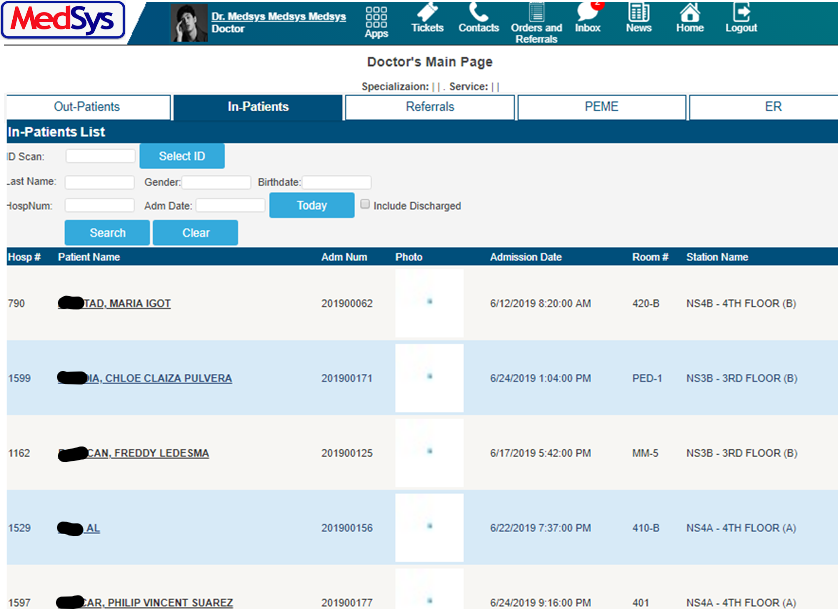 MedSys
Dr. Medsys Medsys Medsys
Doctor
Apps
Tickets
Contacts
Orders and
Referrals
2
Inbox
News
Home
Logout
Doctor's Main Page
Specializaion: | | . Service: | |
Out-Patients In-Patients Referrals PEME ER
In-Patients List
ID Scan: Select ID
Last Name: Gender: Birthdate:
HospNum: Adm Date: Today Include Discharged
Search Clear
Hosp # Patient Name Adm Num Photo Admission Date Room # Station Name
790 TAD, MARIA IGOT 201900062 6/12/2019 8:20:00 AM 420-B NS4B - 4TH FLOOR (B)
1599 IA, CHLOE CLAIZA PULVERA 201900171 6/24/2019 1:04:00 PM PED-1 NS3B - 3RD FLOOR (B)
1162 CAN, FREDDY LEDESMA 201900125 6/17/2019 5:42:00 PM MM-5 NS3B - 3RD FLOOR (B)
1529 AL 201900156 6/22/2019 7:37:00 PM 410-B NS4A - 4TH FLOOR (A)
1597 CAR, PHILIP VINCENT SUAREZ 201900177 6/24/2019 9:16:00 PM 401 NS4A - 4TH FLOOR (A)